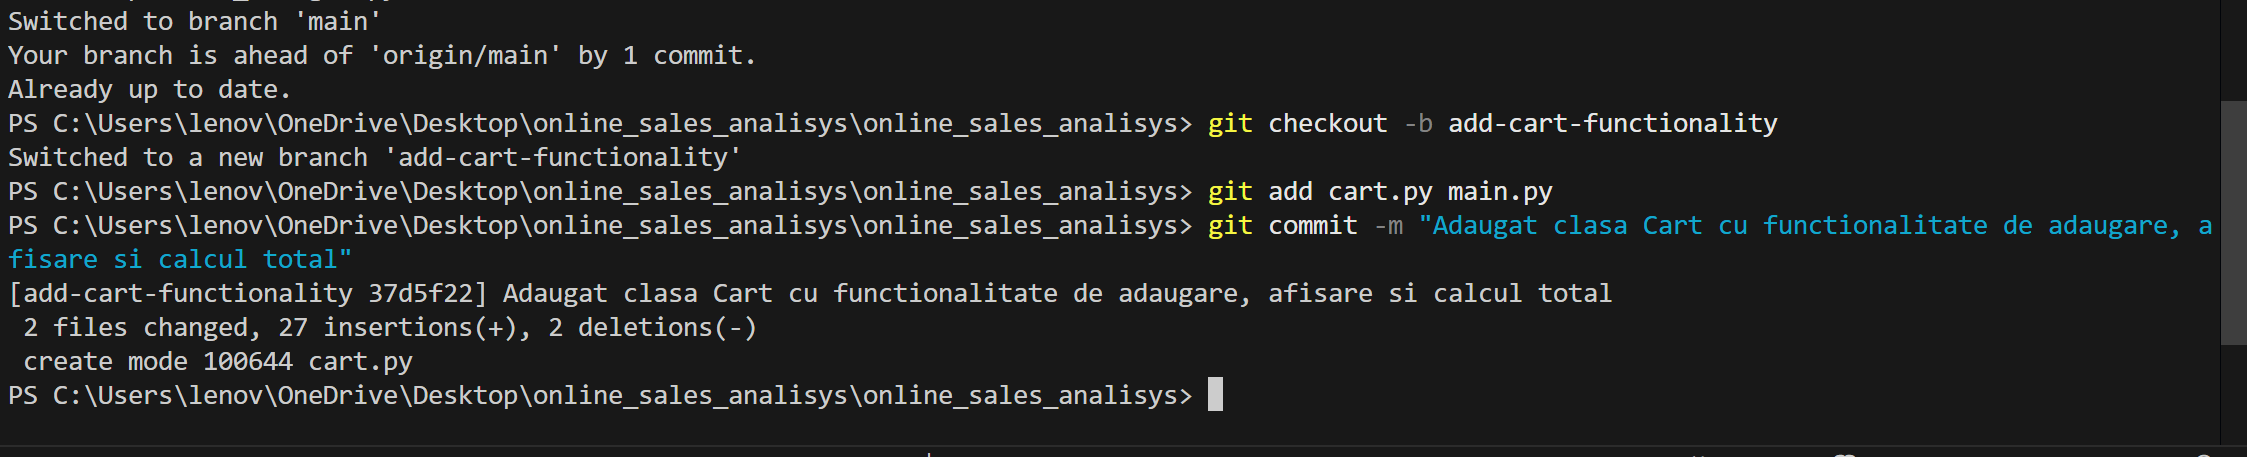 Switched to branch 'main'
Your branch is ahead of 'origin/main' by 1 commit.
Already up to date.
PS C:\Users\lenov\OneDrive\Desktop\online_sales_analisys\online_sales_analisys> git checkout -b add-cart-functionality
Switched to a new branch 'add-cart-functionality'
PS C:\Users\lenov\OneDrive\Desktop\online_sales_analisys\online_sales_analisys> git add cart.py main.py
PS C:\Users\lenov\OneDrive\Desktop\online_sales_analisys\online_sales_analisys> git commit -m "Adaugat clasa Cart cu functionalitate de adaugare, a
fisare si calcul total"
[add-cart-functionality 37d5f22] Adaugat clasa Cart cu functionalitate de adaugare, afisare si calcul total
 2 files changed, 27 insertions(+), 2 deletions(-)
 create mode 100644 cart.py
PS C:\Users\lenov\OneDrive\Desktop\online_sales_analisys\online_sales_analisys>